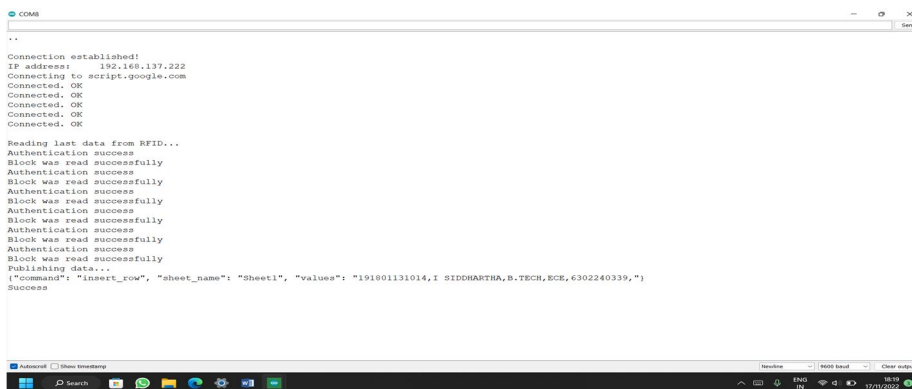 COM8
Send
..
Connection established!
IP address: 192.168.137.222
Connecting to script.google.com
Connected. OK
Connected. OK
Connected. OK
Connected. OK
Connected. OK
Reading last data from RFID...
Authentication success
Block was read successfully
Authentication success
Block was read successfully
Authentication success
Block was read successfully
Authentication success
Block was read successfully
Authentication success
Block was read successfully
Authentication success
Block was read successfully
Publishing data...
{"command": "insert_row", "sheet_name": "Sheet1", "values": "191801131014,I SIDDHARTHA,B.TECH,ECE,6302240339,"}
Success
Autoscroll Show timestamp Newline 9600 baud Clear output
Search ENG 18:19
IN 17/11/2022